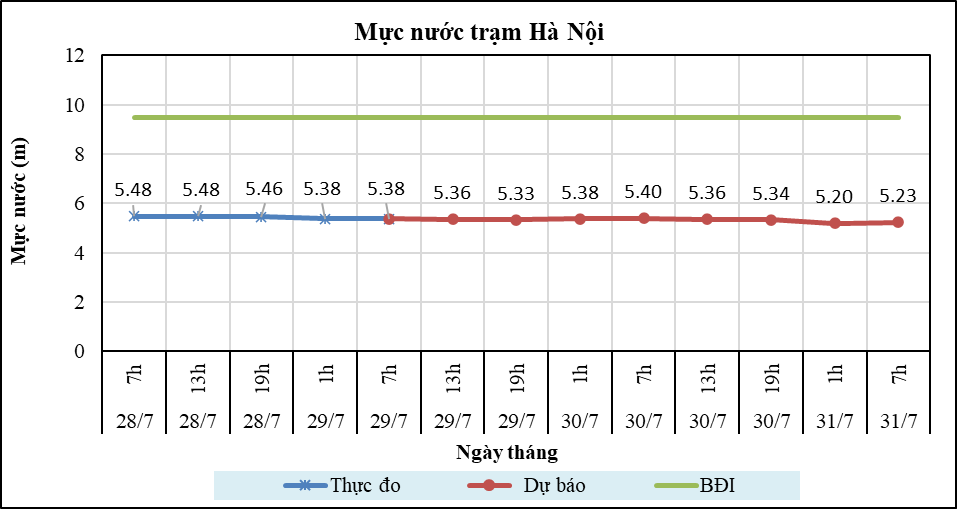 Mực nước trạm Hà Nội
Mực nước (m)
12
10
8
6
4
2
0
5.48 5.48 5.46 5.38 5.38 5.36 5.33 5.38 5.40 5.36 5.34 5.20 5.23
7h 13h 19h 1h 7h 13h 19h 1h 7h 13h 19h 1h 7h
28/7 28/7 28/7 29/7 29/7 29/7 29/7 30/7 30/7 30/7 30/7 31/7 31/7
Ngày tháng
Thực đo Dự báo BĐI